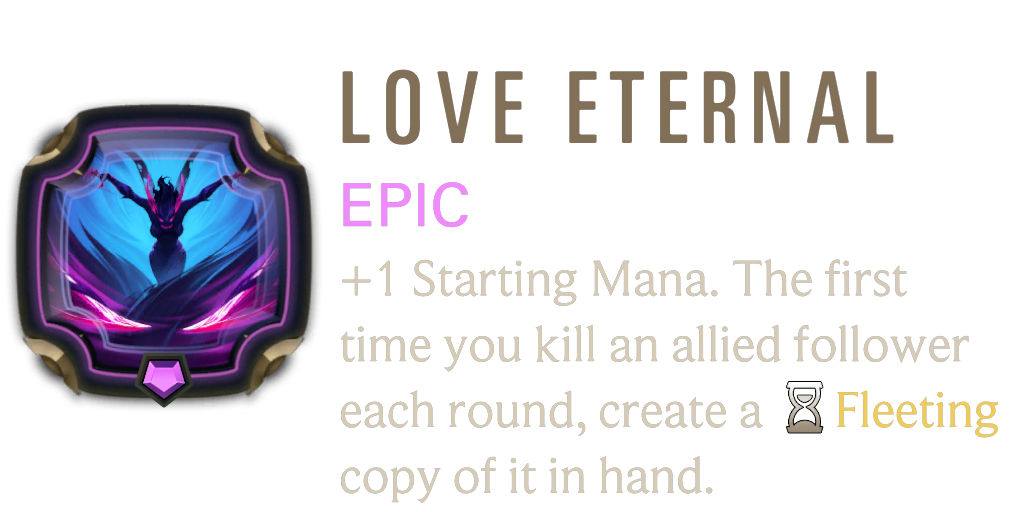 LOVE ETERNAL
EPIC
+1 Starting Mana. The first
time you kill an allied follower
each round, create a Fleeting
copy of it in hand.